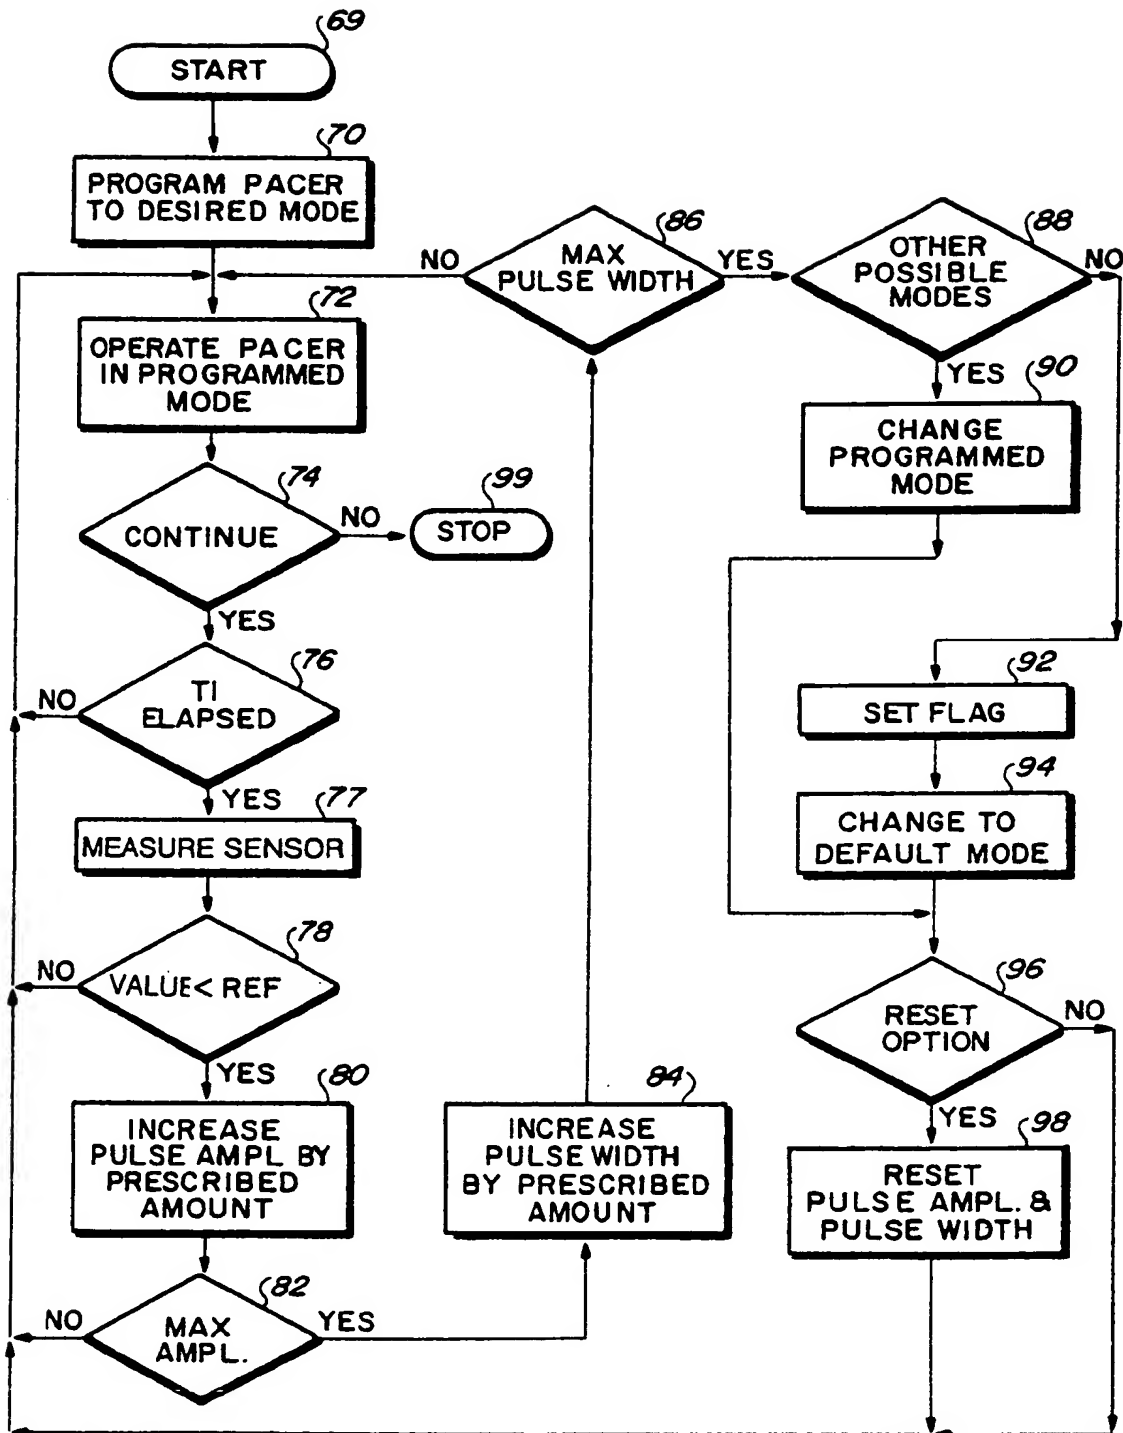 69
START
70
PROGRAM PACER
TO DESIRED MODE
72
OPERATE PACER
IN PROGRAMMED
MODE
74
CONTINUE
NO
99
STOP
YES
76
TI
ELAPSED
NO
YES
77
MEASURE SENSOR
78
VALUE < REF
NO
YES
80
INCREASE
PULSE AMPL BY
PRESCRIBED
AMOUNT
82
MAX
AMPL.
NO
YES
84
INCREASE
PULSE WIDTH
BY PRESCRIBED
AMOUNT
86
MAX
PULSE WIDTH
NO
YES
88
OTHER
POSSIBLE
MODES
NO
YES
90
CHANGE
PROGRAMMED
MODE
92
SET FLAG
94
CHANGE TO
DEFAULT MODE
96
RESET
OPTION
NO
YES
98
RESET
PULSE AMPL. &
PULSE WIDTH